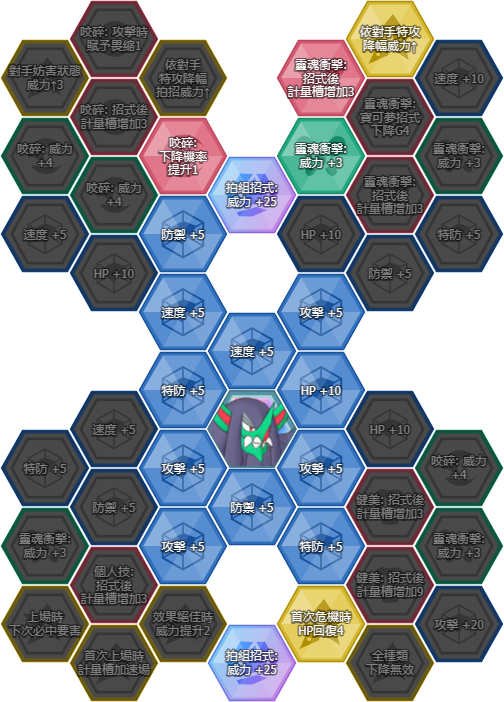 咬碎: 攻擊時
賦予畏縮1
依對手特攻
降幅威力↑
對手妨害狀態
威力↑3
依對手
特攻降幅
拍招威力↑
靈魂衝擊:
招式後
計量槽增加3
速度 +10
咬碎: 招式後
計量槽增加3
靈魂衝擊:
寶可夢招式
下降G4
咬碎: 威力
+4
咬碎:
下降機率
提升1
靈魂衝擊:
威力 +3
靈魂衝擊:
威力 +3
咬碎: 威力
+4
拍组招式:
威力 +25
靈魂衝擊:
招式後
計量槽增加3
速度 +5
防禦 +5
HP +10
特防 +5
HP +10
防禦 +5
速度 +5
攻擊 +5
速度 +5
特防 +5
HP +10
速度 +5
HP +10
特防 +5
攻擊 +5
攻擊 +5
咬碎: 威力
+4
防禦 +5
防禦 +5
健美: 招式後
計量槽增加3
靈魂衝擊:
威力 +3
攻擊 +5
特防 +5
靈魂衝擊:
威力 +3
個人技:
招式後
計量槽增加3
健美: 招式後
計量槽增加9
上場時
下次必中要害
效果絕佳時
威力提升2
首次危機時
HP回復4
攻擊 +20
首次上場時
計量槽加速場
拍组招式:
威力 +25
全種類
下降無效